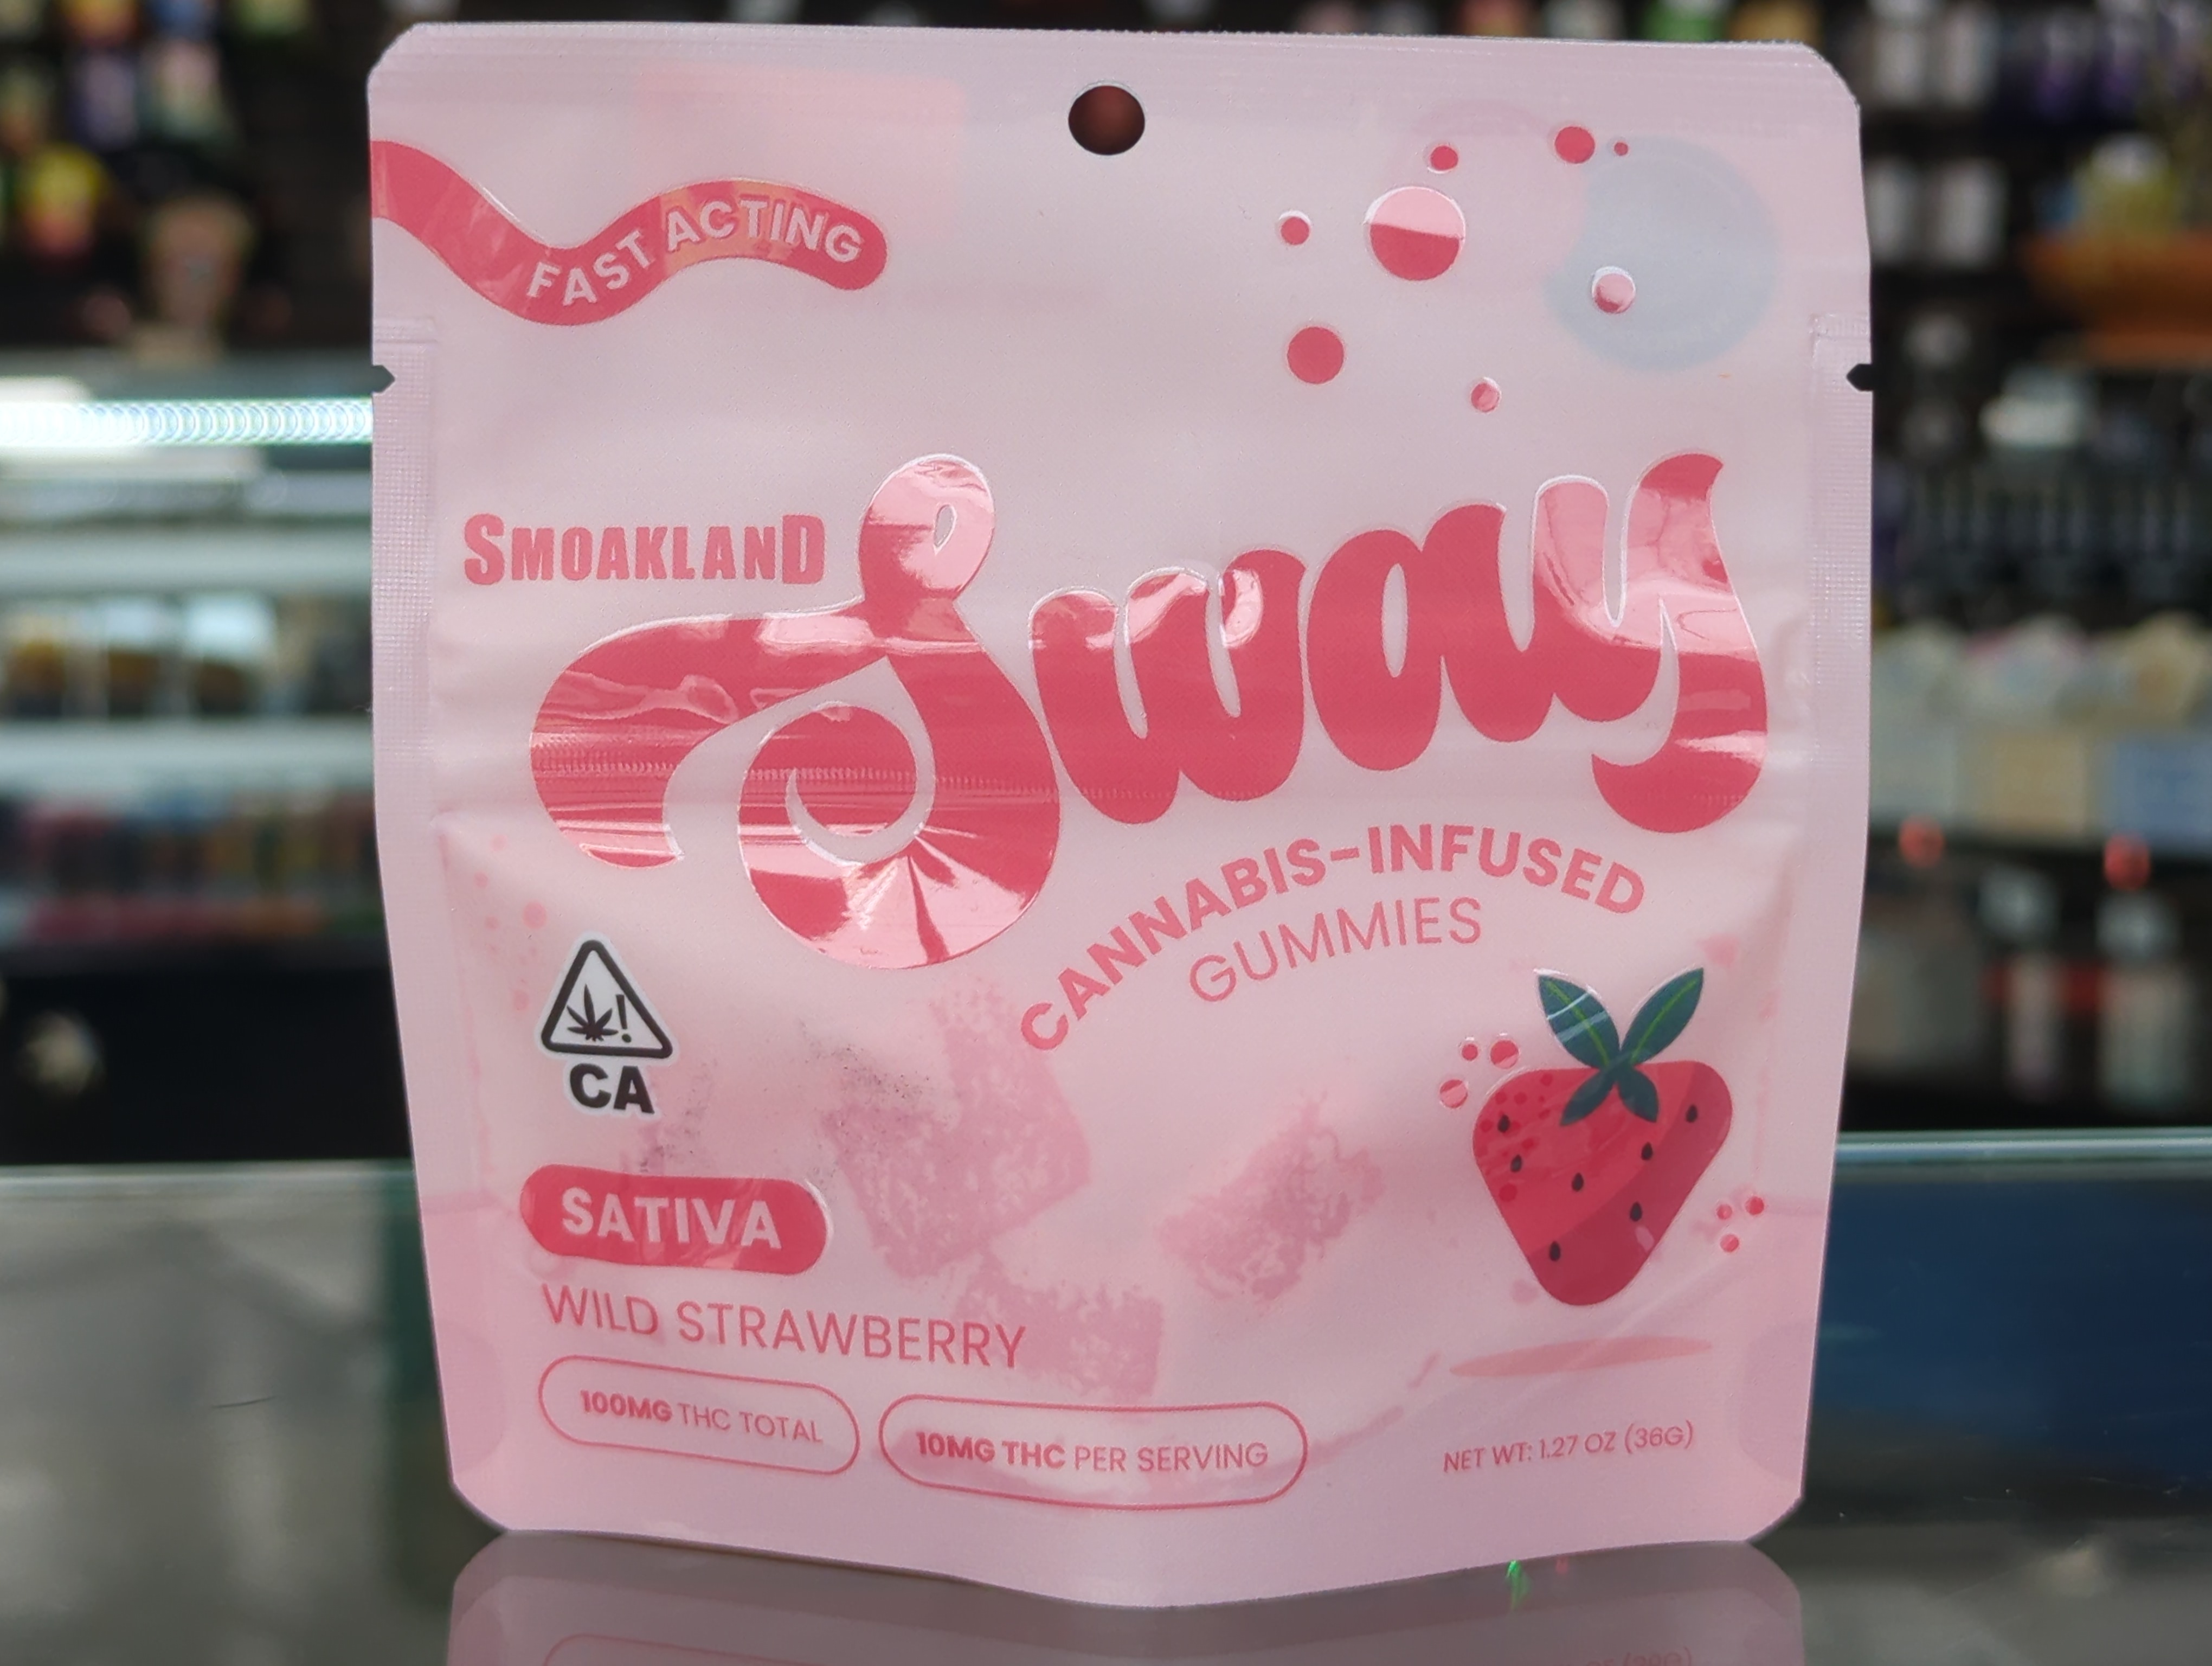 FAST ACTING
SMOAKLAND
Sway
CANNABIS-INFUSED
GUMMIES
CA
SATIVA
WILD STRAWBERRY
100MG THC TOTAL
10MG THC PER SERVING
NET WT: 1.27 OZ (36G)